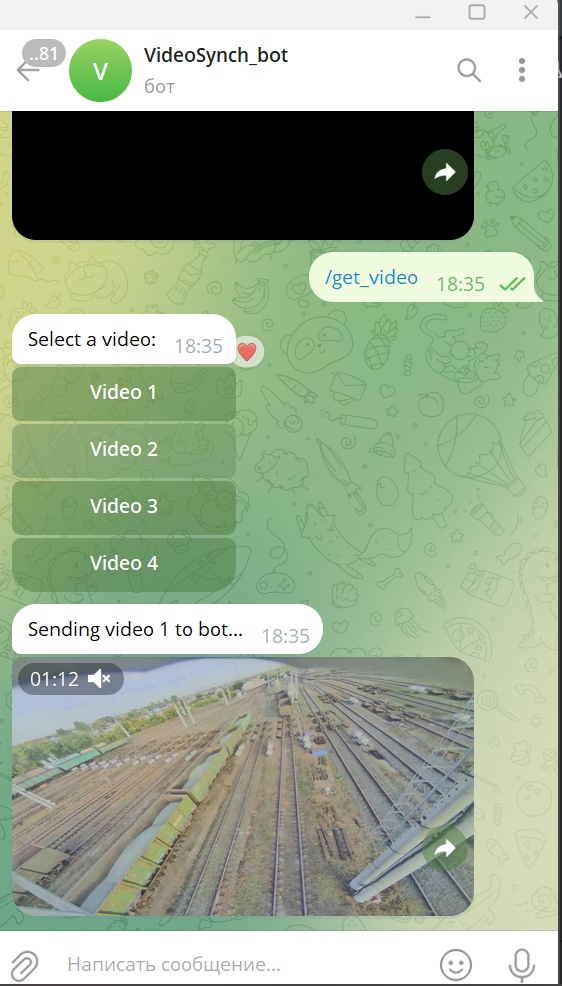 ..81
V
VideoSynch_bot
бот
/get_video 18:35
Select a video: 18:35
Video 1
Video 2
Video 3
Video 4
Sending video 1 to bot... 18:35
01:12
Написать сообщение...